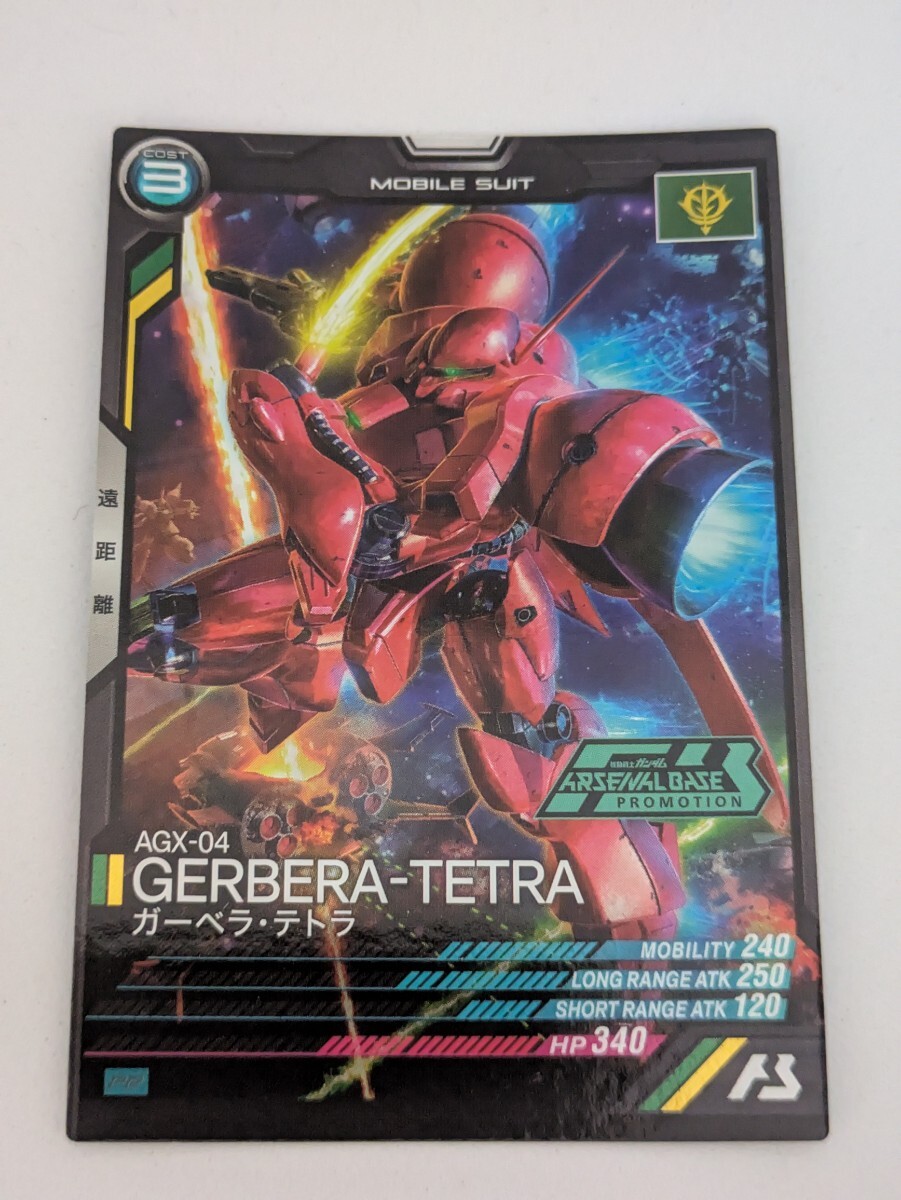 COST
3
MOBILE SUIT
遠距離
機動戦士ガンダム
ARSENAL BASE
PROMOTION
AGX-04
GERBERA-TETRA
ガーベラ・テトラ
MOBILITY 240
LONG RANGE ATK 250
SHORT RANGE ATK 120
HP 340
PR
AB